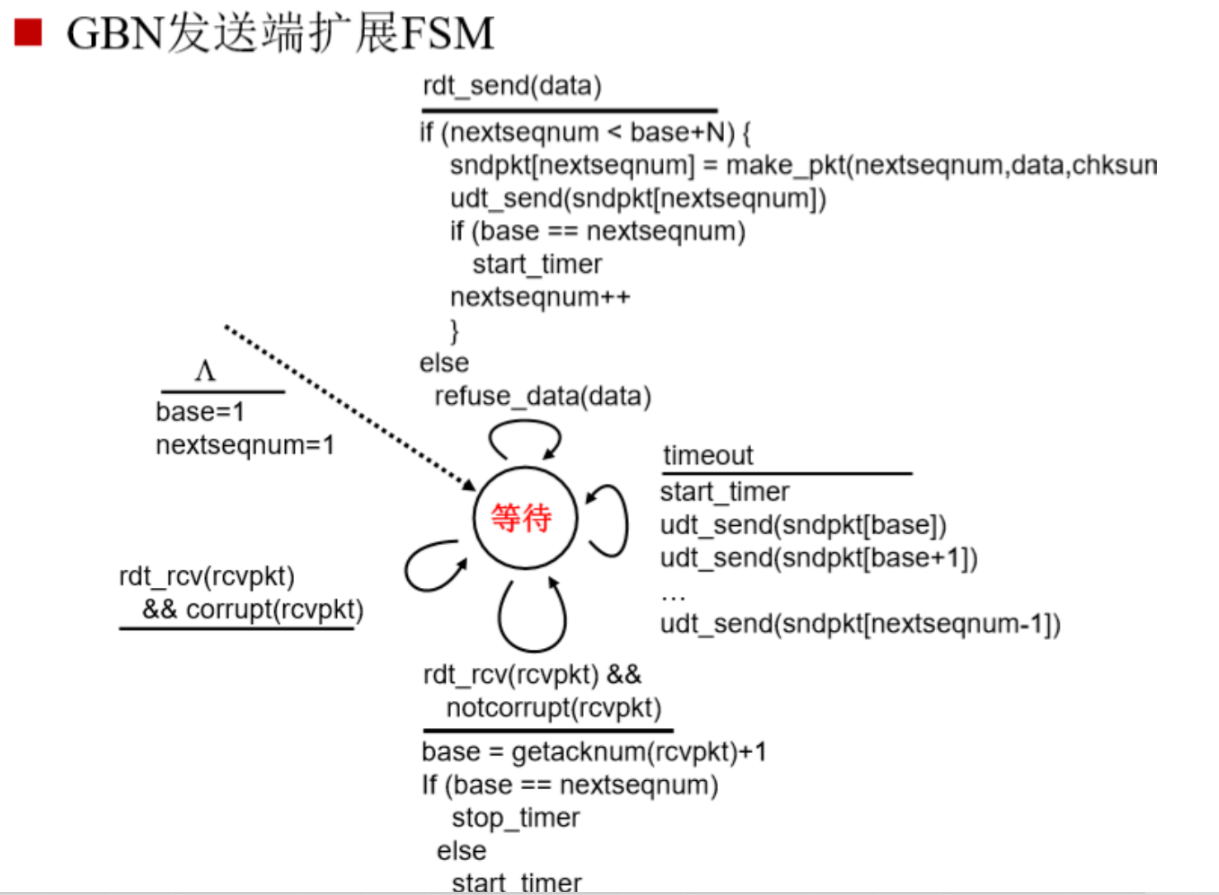 GBN发送端扩展FSM
rdt_send(data)
if (nextseqnum < base+N) {
sndpkt[nextseqnum] = make_pkt(nextseqnum,data,chksun
udt_send(sndpkt[nextseqnum])
if (base == nextseqnum)
start_timer
nextseqnum++
}
else
refuse_data(data)
Λ
base=1
nextseqnum=1
等待
timeout
start_timer
udt_send(sndpkt[base])
udt_send(sndpkt[base+1])
…
udt_send(sndpkt[nextseqnum-1])
rdt_rcv(rcvpkt)
&& corrupt(rcvpkt)
rdt_rcv(rcvpkt) &&
notcorrupt(rcvpkt)
base = getacknum(rcvpkt)+1
If (base == nextseqnum)
stop_timer
else
start_timer